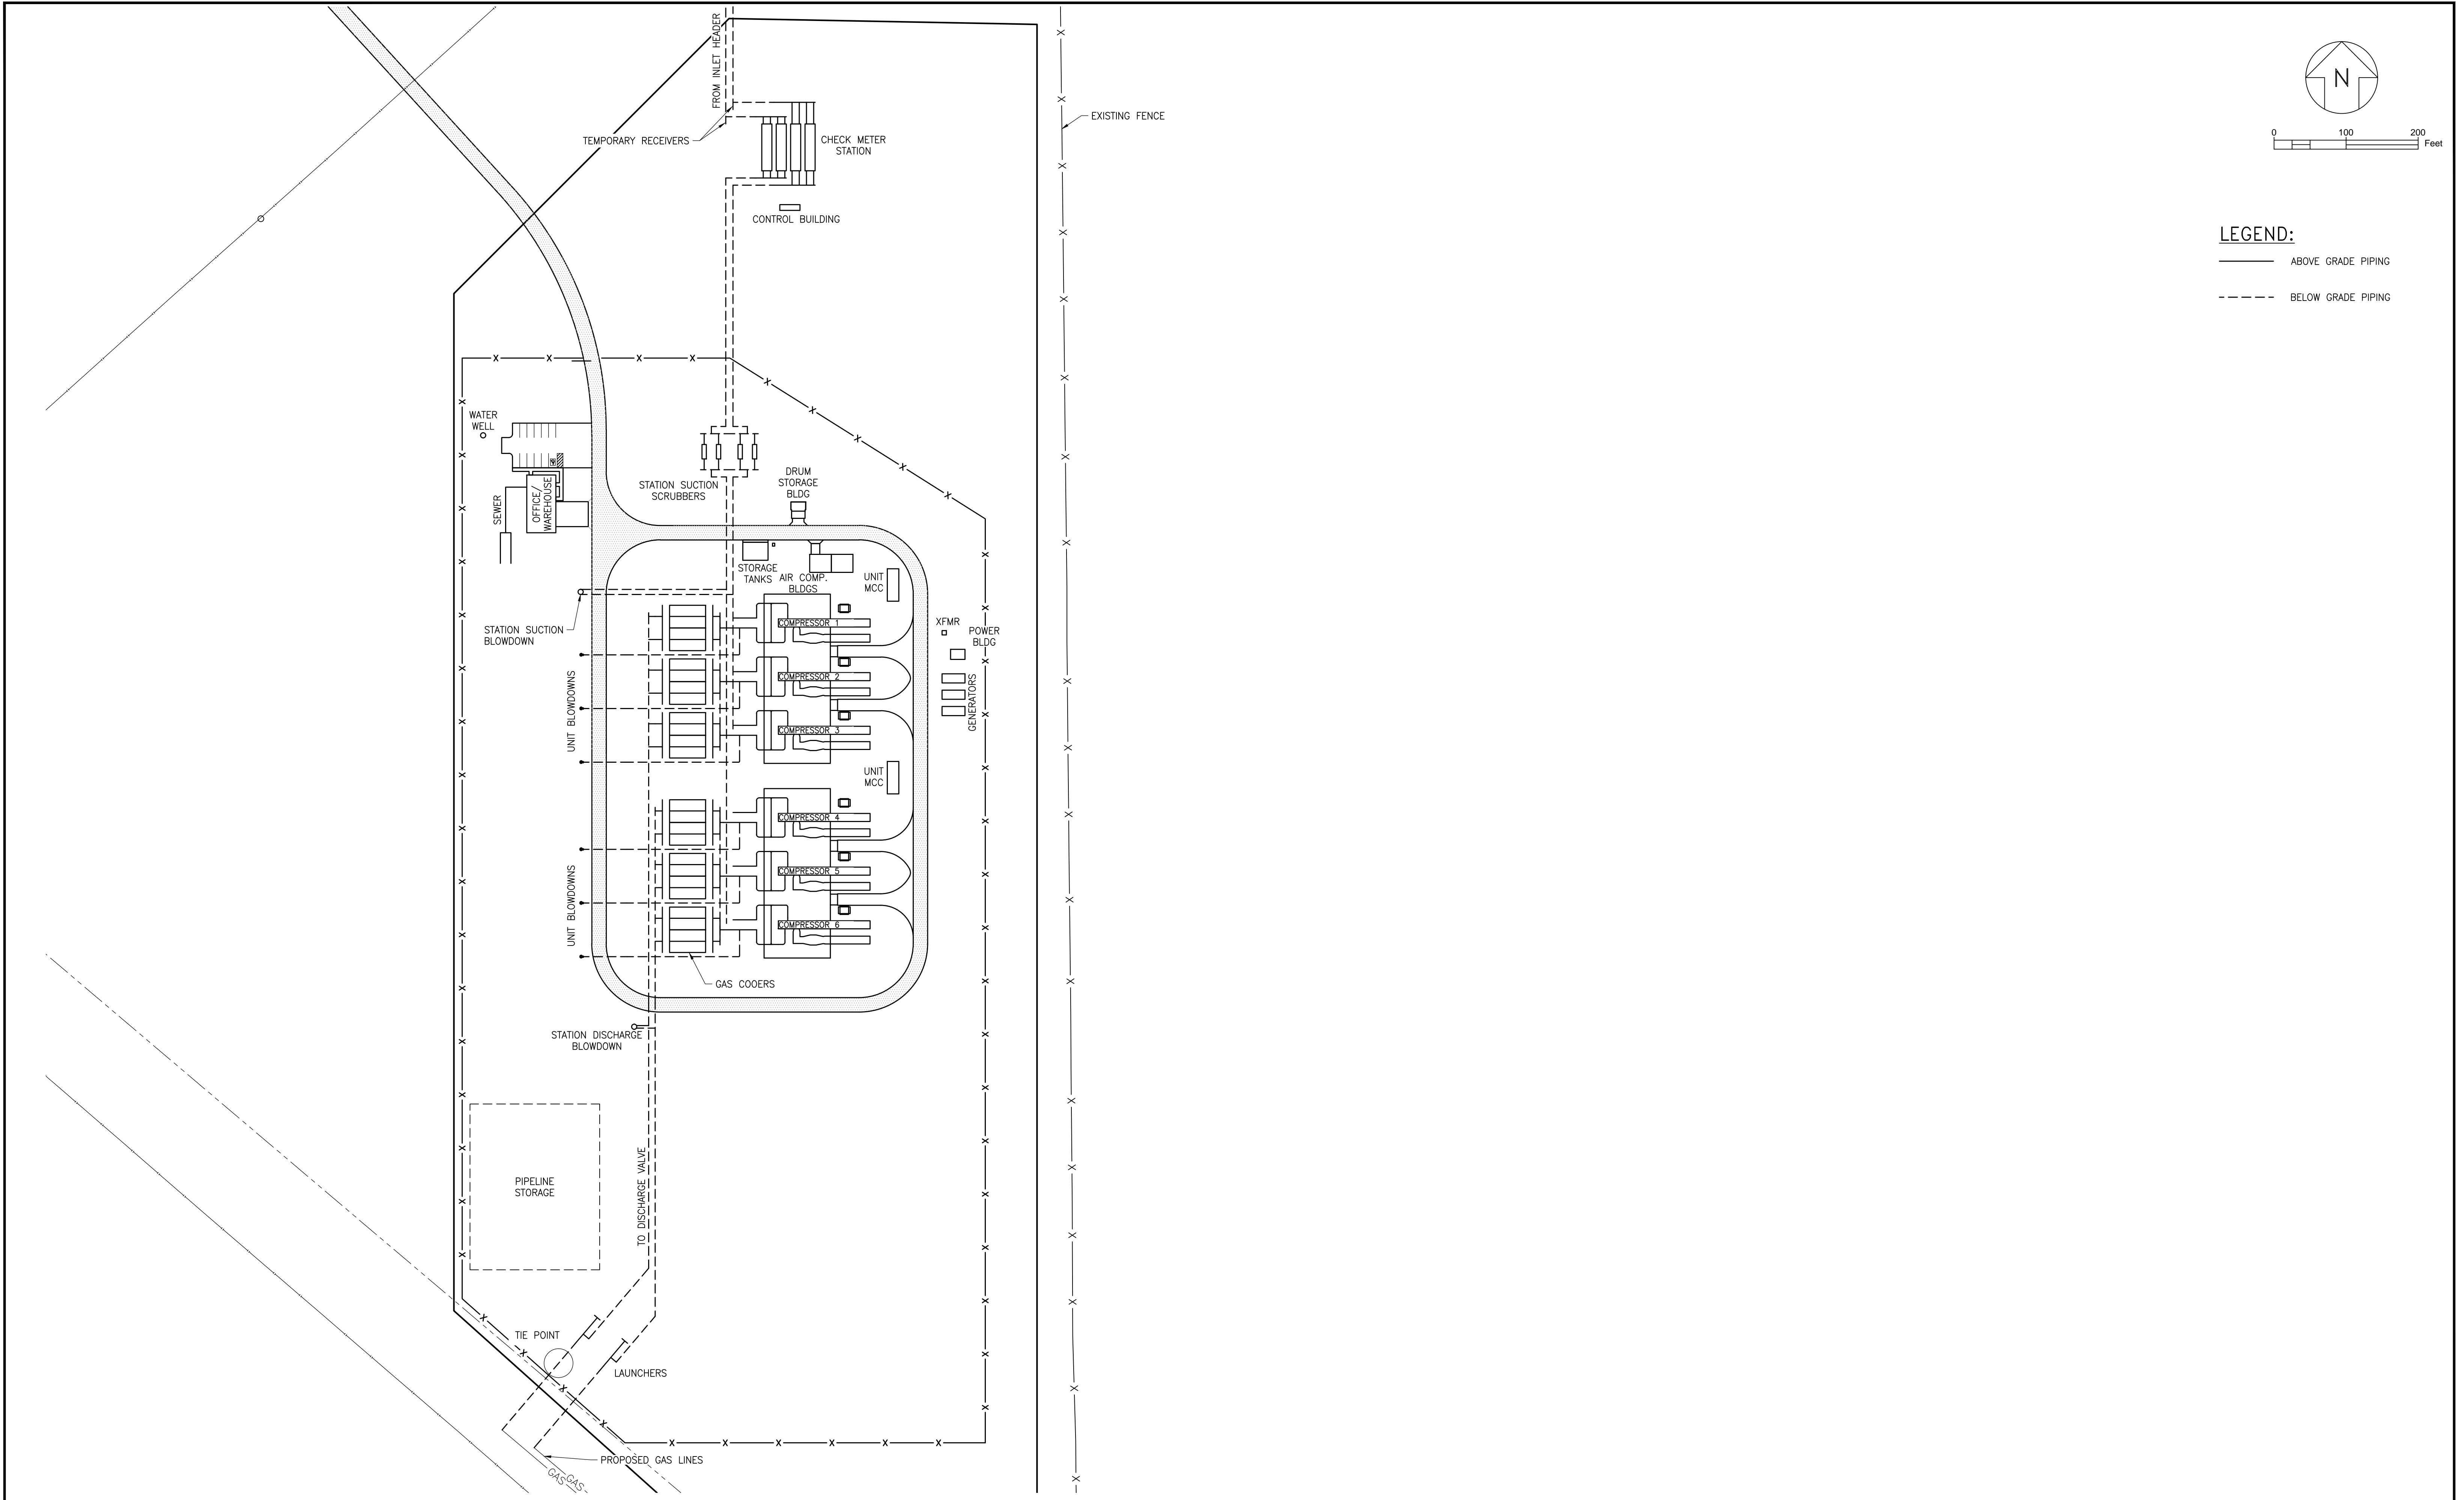 FROM INLET HEADER
N
EXISTING FENCE
0 100 200
Feet
TEMPORARY RECEIVERS
CHECK METER
STATION
CONTROL BUILDING
LEGEND:
ABOVE GRADE PIPING
BELOW GRADE PIPING
WATER
WELL
SEWER
OFFICE/
WAREHOUSE
STATION SUCTION
SCRUBBERS
DRUM
STORAGE
BLDG
STORAGE
TANKS
AIR COMP.
BLDGS
UNIT
MCC
STATION SUCTION
BLOWDOWN
XFMR
POWER
BLDG
GENERATORS
COMPRESSOR 1
COMPRESSOR 2
COMPRESSOR 3
UNIT BLOWDOWNS
UNIT
MCC
COMPRESSOR 4
COMPRESSOR 5
COMPRESSOR 6
UNIT BLOWDOWNS
GAS COOERS
STATION DISCHARGE
BLOWDOWN
PIPELINE
STORAGE
TO DISCHARGE VALVE
TIE POINT
LAUNCHERS
PROPOSED GAS LINES
GAS
GAS